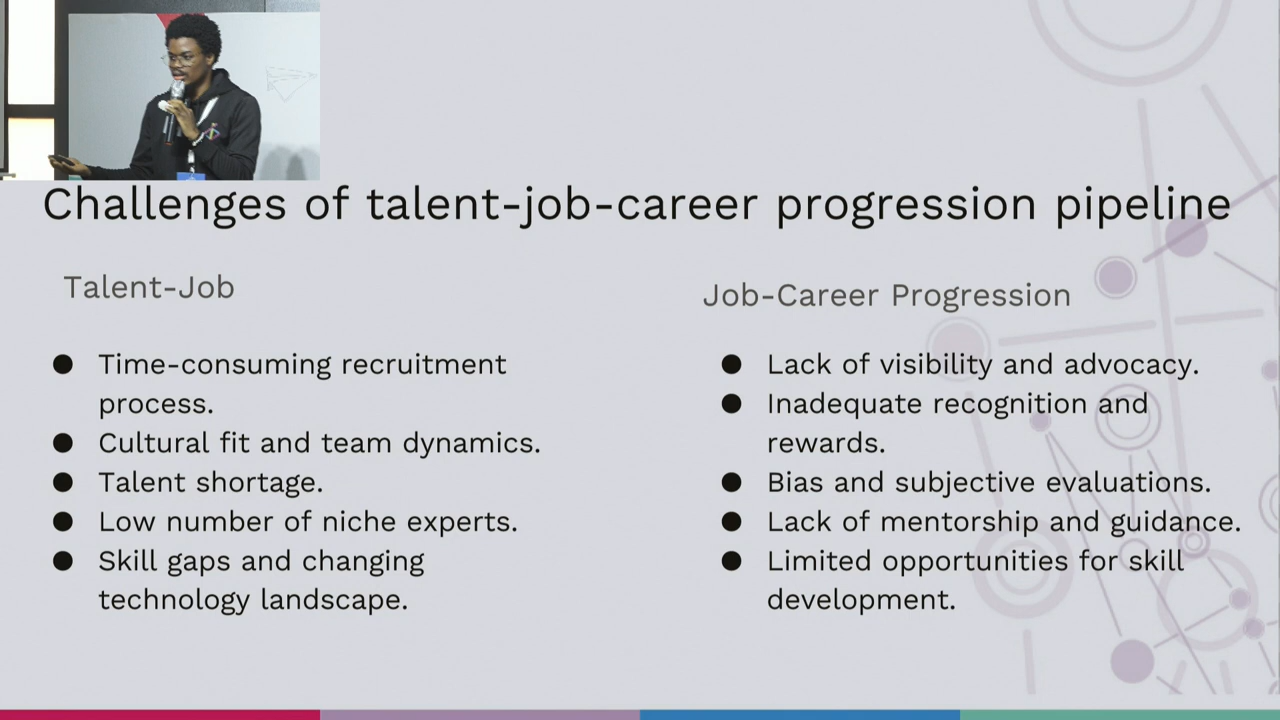 Challenges of talent-job-career progression pipeline
Talent-Job
● Time-consuming recruitment
process.
● Cultural fit and team dynamics.
● Talent shortage.
● Low number of niche experts.
● Skill gaps and changing
technology landscape.
Job-Career Progression
● Lack of visibility and advocacy.
● Inadequate recognition and
rewards.
● Bias and subjective evaluations.
● Lack of mentorship and guidance.
● Limited opportunities for skill
development.